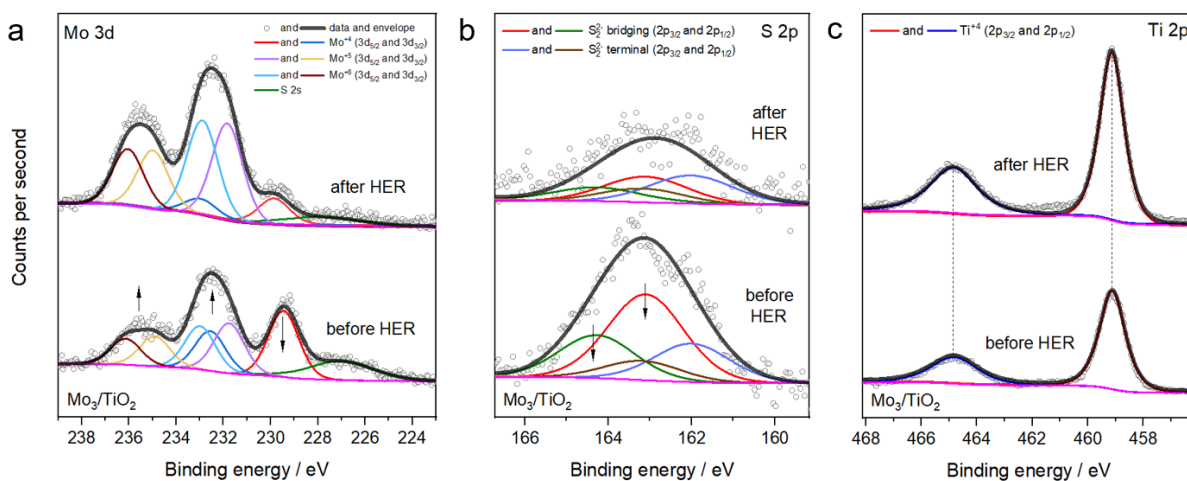 a
Mo 3d
and data and envelope
and Mo⁺⁴ (3d₅/₂ and 3d₃/₂)
and Mo⁺⁵ (3d₅/₂ and 3d₃/₂)
and Mo⁺⁶ (3d₅/₂ and 3d₃/₂)
S 2s
after HER
before HER
Mo₃/TiO₂
Counts per second
238 236 234 232 230 228 226 224
Binding energy / eV
b
and S₂²⁻ bridging (2p₃/₂ and 2p₁/₂)
and S₂²⁻ terminal (2p₃/₂ and 2p₁/₂)
S 2p
after
HER
before
HER
Mo₃/TiO₂
166 164 162 160
Binding energy / eV
c
and Ti⁺⁴ (2p₃/₂ and 2p₁/₂)
Ti 2p
after HER
before HER
Mo₃/TiO₂
468 466 464 462 460 458
Binding energy / eV